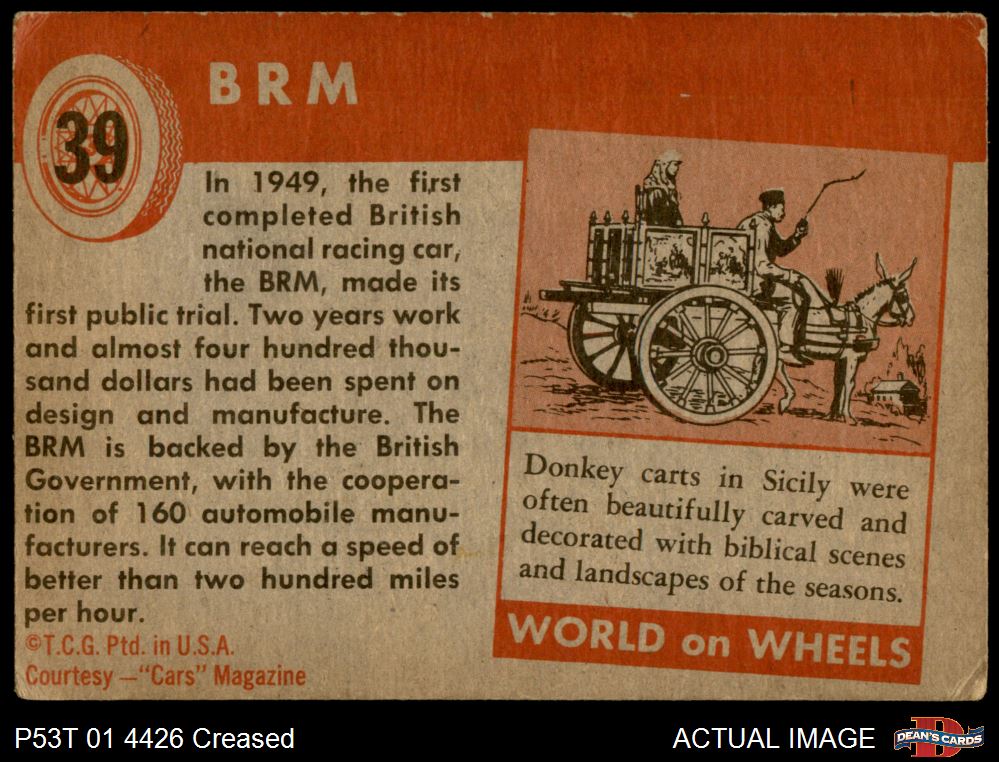 39
BRM
In 1949, the first
completed British
national racing car,
the BRM, made its
first public trial. Two years work
and almost four hundred thou-
sand dollars had been spent on
design and manufacture. The
BRM is backed by the British
Government, with the coopera-
tion of 160 automobile manu-
facturers. It can reach a speed of
better than two hundred miles
per hour.
©T.C.G. Ptd. in U.S.A.
Courtesy—"Cars" Magazine
Donkey carts in Sicily were
often beautifully carved and
decorated with biblical scenes
and landscapes of the seasons.
WORLD on WHEELS
P53T 01 4426 Creased
ACTUAL IMAGE
DEAN'S CARDS